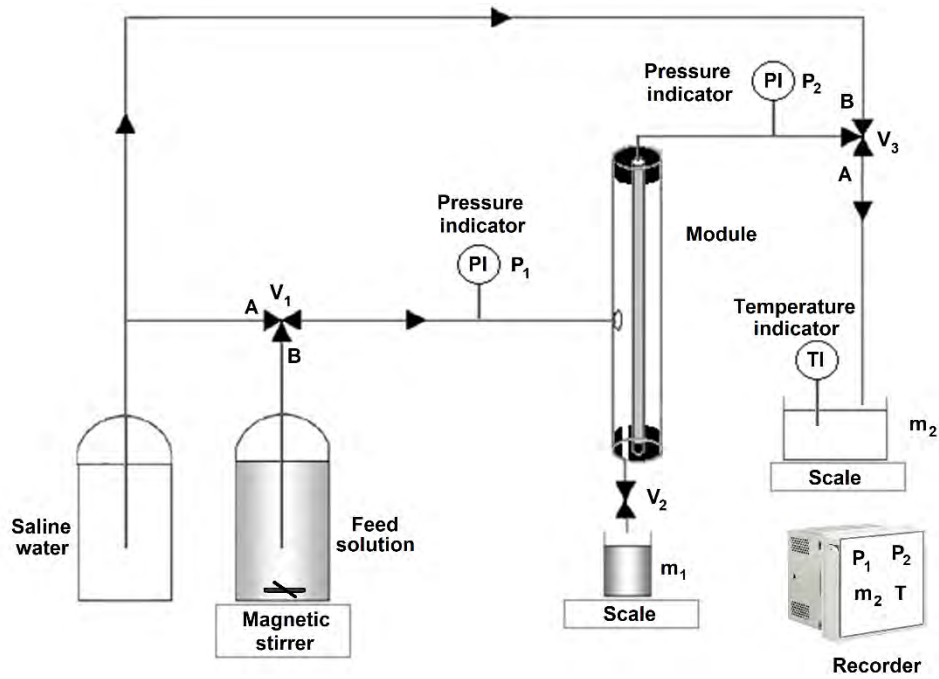 Pressure
indicator
PI P₂
B
V₃
A
Pressure
indicator
PI P₁
Module
A V₁
B
Temperature
indicator
TI
m₂
Scale
Saline
water
Feed
solution
Magnetic
stirrer
V₂
m₁
Scale
P₁ P₂
m₂ T
Recorder